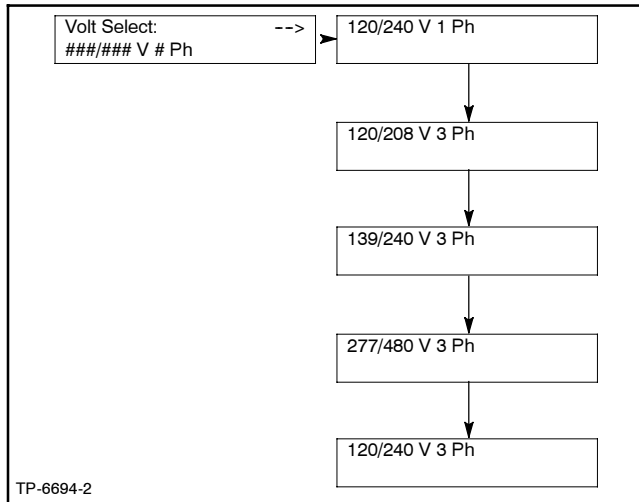 Volt Select: -->
###/### V # Ph
120/240 V 1 Ph
120/208 V 3 Ph
139/240 V 3 Ph
277/480 V 3 Ph
120/240 V 3 Ph
TP-6694-2